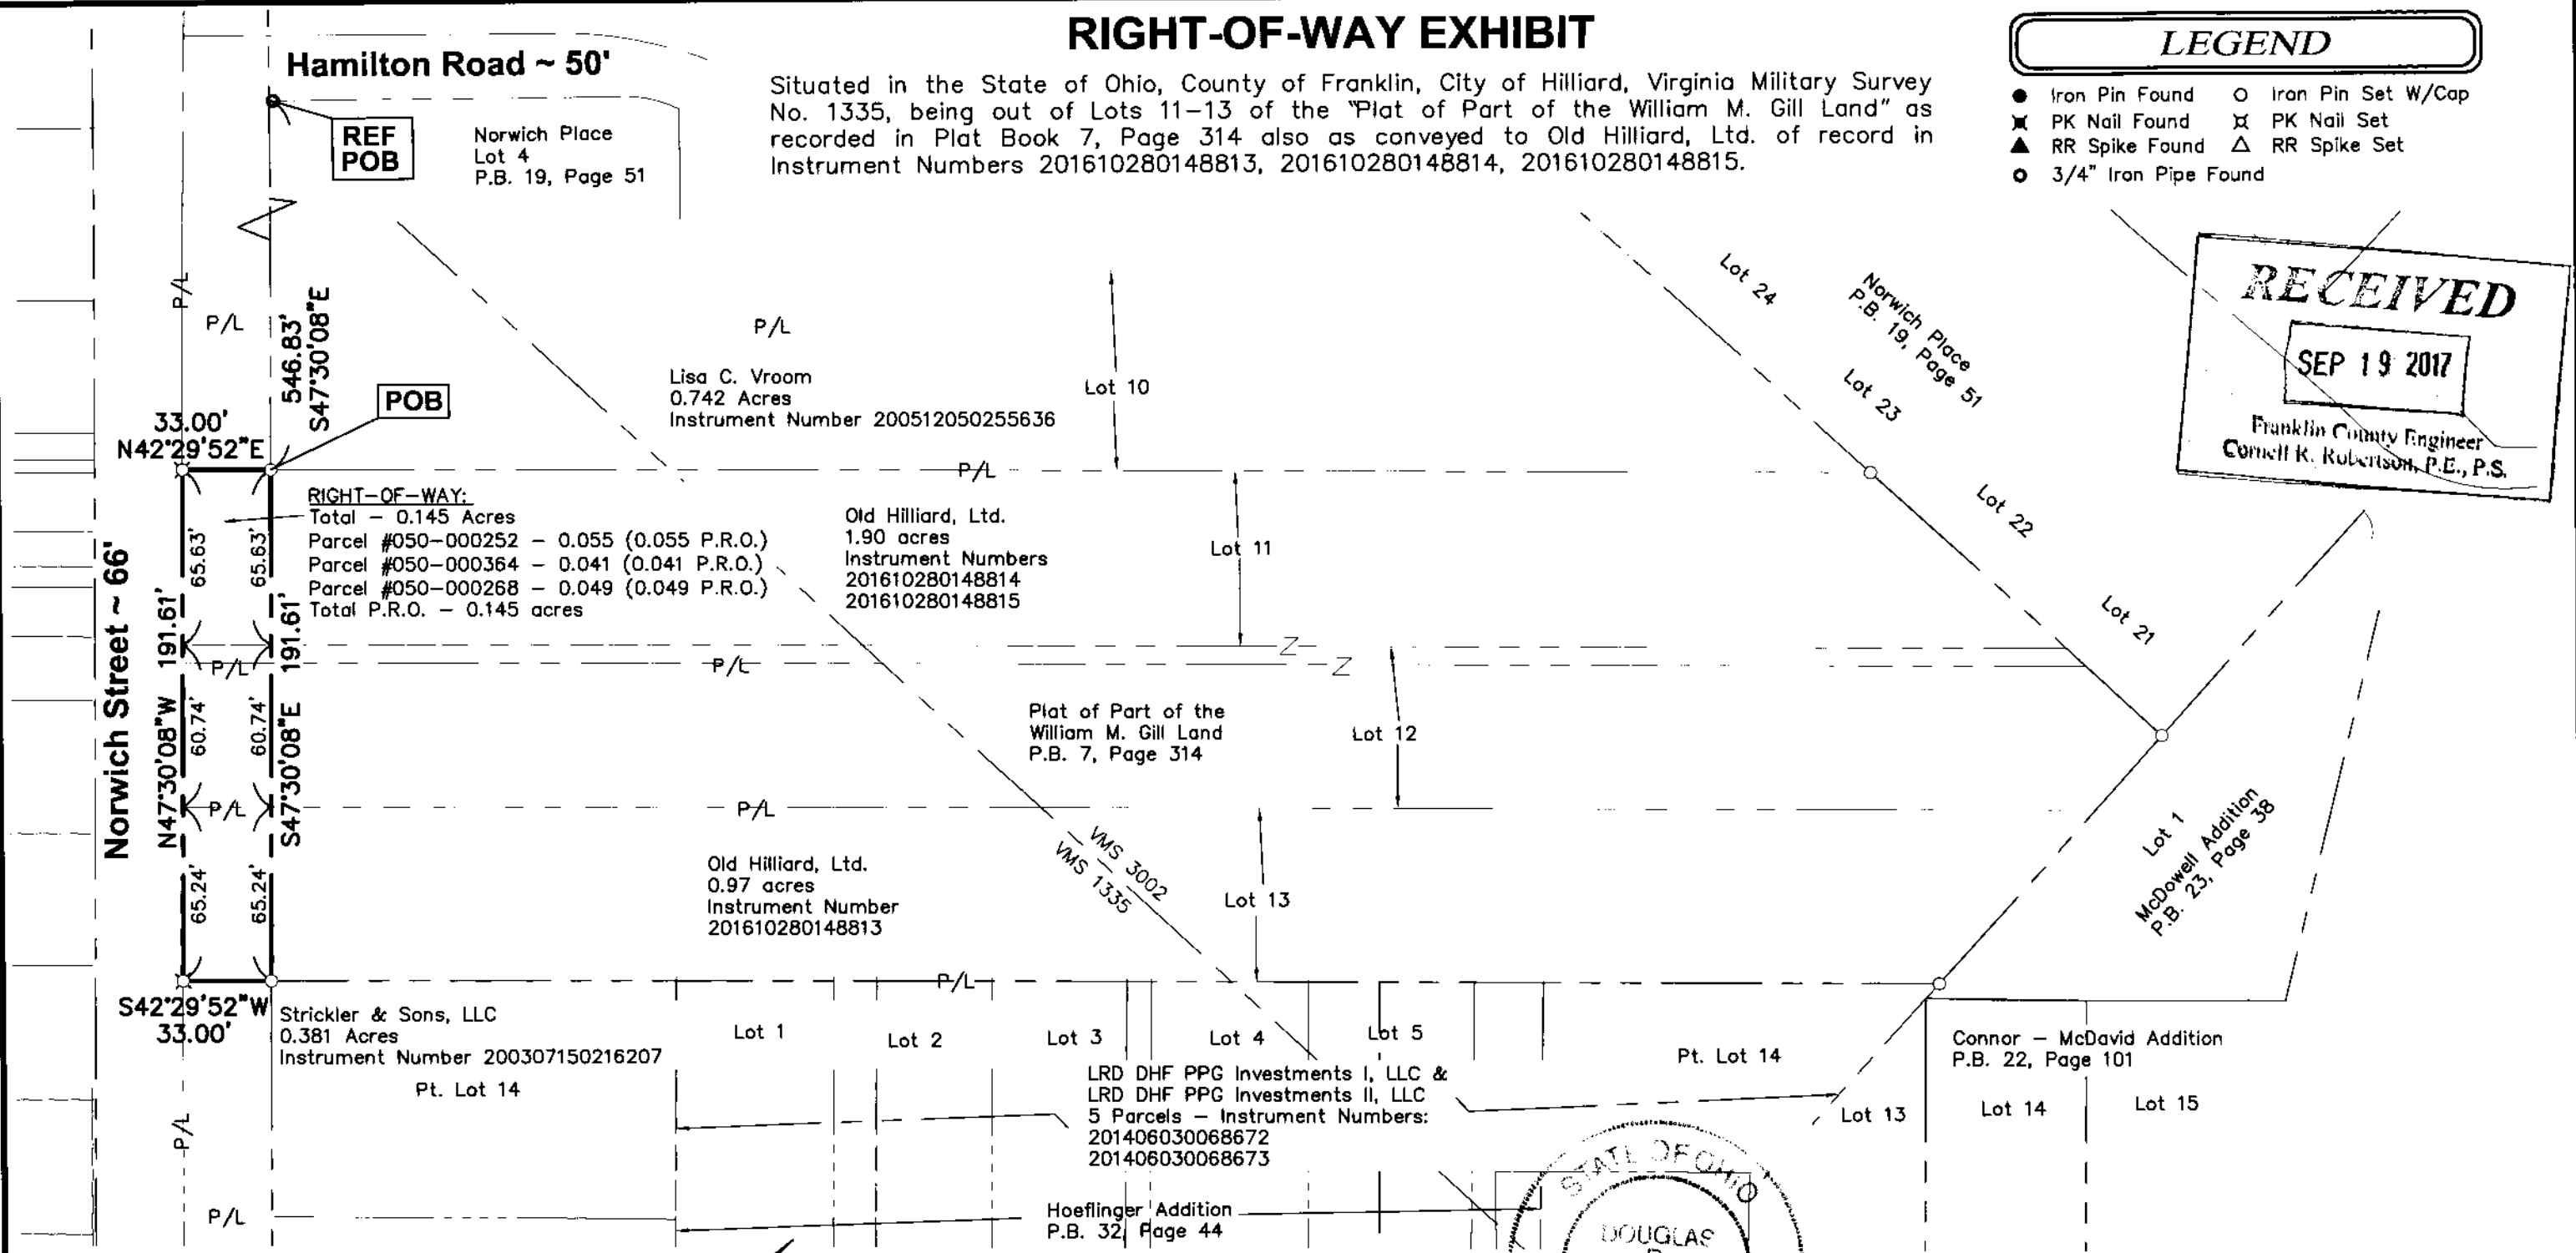 RIGHT-OF-WAY EXHIBIT
Situated in the State of Ohio, County of Franklin, City of Hilliard, Virginia Military Survey
No. 1335, being out of Lots 11-13 of the "Plat of Part of the William M. Gill Land" as
recorded in Plat Book 7, Page 314 also as conveyed to Old Hilliard, Ltd. of record in
Instrument Numbers 201610280148813, 201610280148814, 201610280148815.
LEGEND
Iron Pin Found
Iron Pin Set W/Cap
PK Nail Found
PK Nail Set
RR Spike Found
RR Spike Set
3/4" Iron Pipe Found
RECEIVED
SEP 19 2017
Franklin County Engineer
Cornell R. Robertson, P.E., P.S.
Hamilton Road ~ 50'
REF
POB
Norwich Place
Lot 4
P.B. 19, Page 51
P/L
P/L
546.83'
S47°30'08"E
POB
33.00'
N42°29'52"E
P/L
Lisa C. Vroom
0.742 Acres
Instrument Number 200512050255636
Lot 10
Lot 24
Norwich Place
P.B. 19, Page 51
Lot 23
Lot 22
Lot 21
P/L
RIGHT-OF-WAY:
Total - 0.145 Acres
Parcel #050-000252 - 0.055 (0.055 P.R.O.)
Parcel #050-000364 - 0.041 (0.041 P.R.O.)
Parcel #050-000268 - 0.049 (0.049 P.R.O.)
Total P.R.O. - 0.145 acres
Old Hilliard, Ltd.
1.90 acres
Instrument Numbers
201610280148814
201610280148815
Lot 11
Norwich Street ~ 66'
N47°30'08"W 191.61'
65.63'
65.63'
S47°30'08"E 191.61'
P/L
P/L
Z
Z
60.74'
60.74'
Plat of Part of the
William M. Gill Land
P.B. 7, Page 314
Lot 12
P/L
P/L
65.24'
65.24'
Old Hilliard, Ltd.
0.97 acres
Instrument Number
201610280148813
VMS 3002
VMS 1335
Lot 13
Lot 1
McDowell Addition
P.B. 23, Page 38
P/L
S42°29'52"W
33.00'
Strickler & Sons, LLC
0.381 Acres
Instrument Number 200307150216207
Pt. Lot 14
Lot 1
Lot 2
Lot 3
Lot 4
Lot 5
Pt. Lot 14
Connor - McDavid Addition
P.B. 22, Page 101
LRD DHF PPG Investments I, LLC &
LRD DHF PPG Investments II, LLC
5 Parcels - Instrument Numbers:
201406030068672
201406030068673
Lot 13
Lot 14
Lot 15
P/L
P/L
Hoeflinger Addition
P.B. 32, Page 44
STATE OF OHIO
DOUGLAS